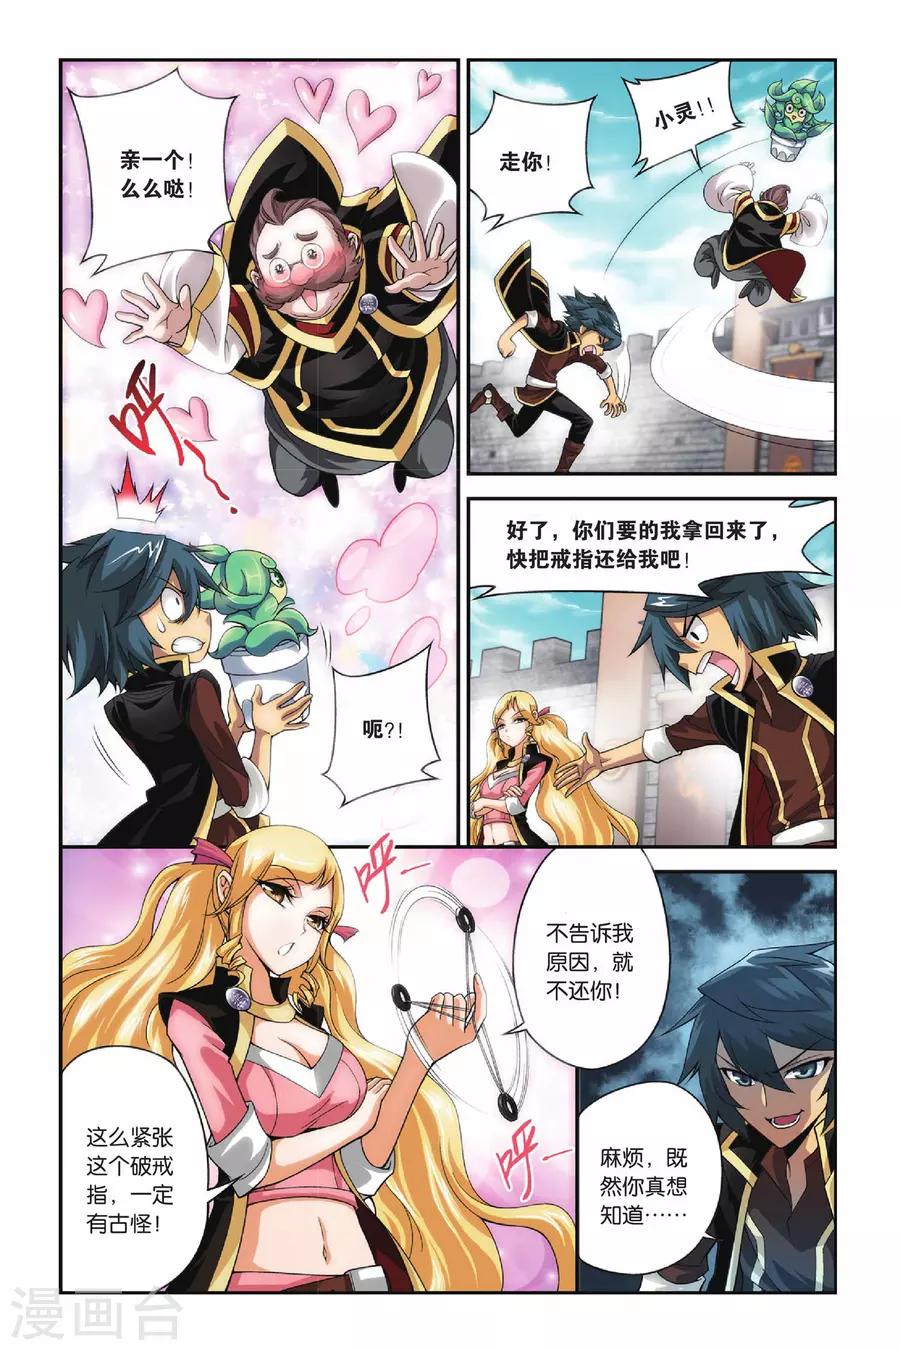 亲一个！
么么哒！
呼
走你！
小灵！！
呃？！
好了，你们要的我拿回来了，
快把戒指还给我吧！
呼
不告诉我
原因，就
不还你！
这么紧张
这个破戒
指，一定
有古怪！
呼
麻烦，既
然你真想
知道……
漫画台